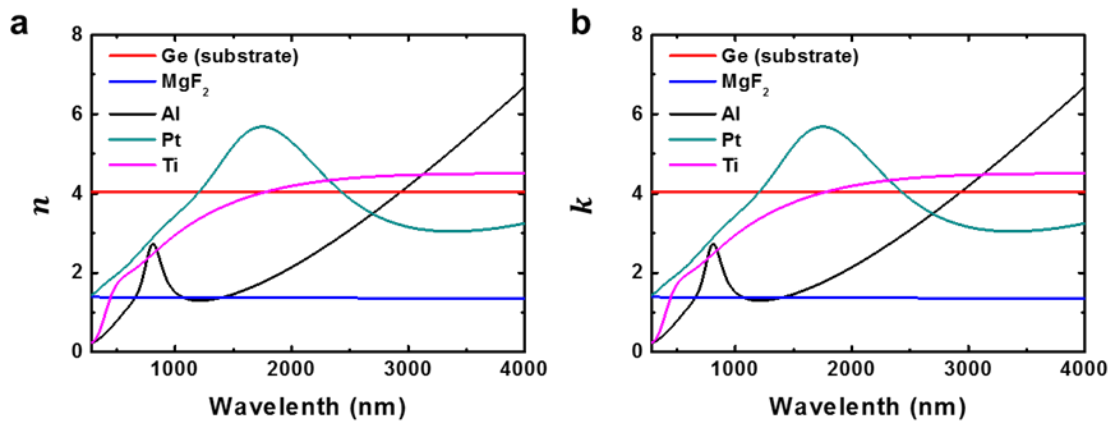 a
8
6
4
2
0
n
Ge (substrate)
MgF₂
Al
Pt
Ti
1000 2000 3000 4000
Wavelenth (nm)
b
8
6
4
2
0
k
Ge (substrate)
MgF₂
Al
Pt
Ti
1000 2000 3000 4000
Wavelenth (nm)